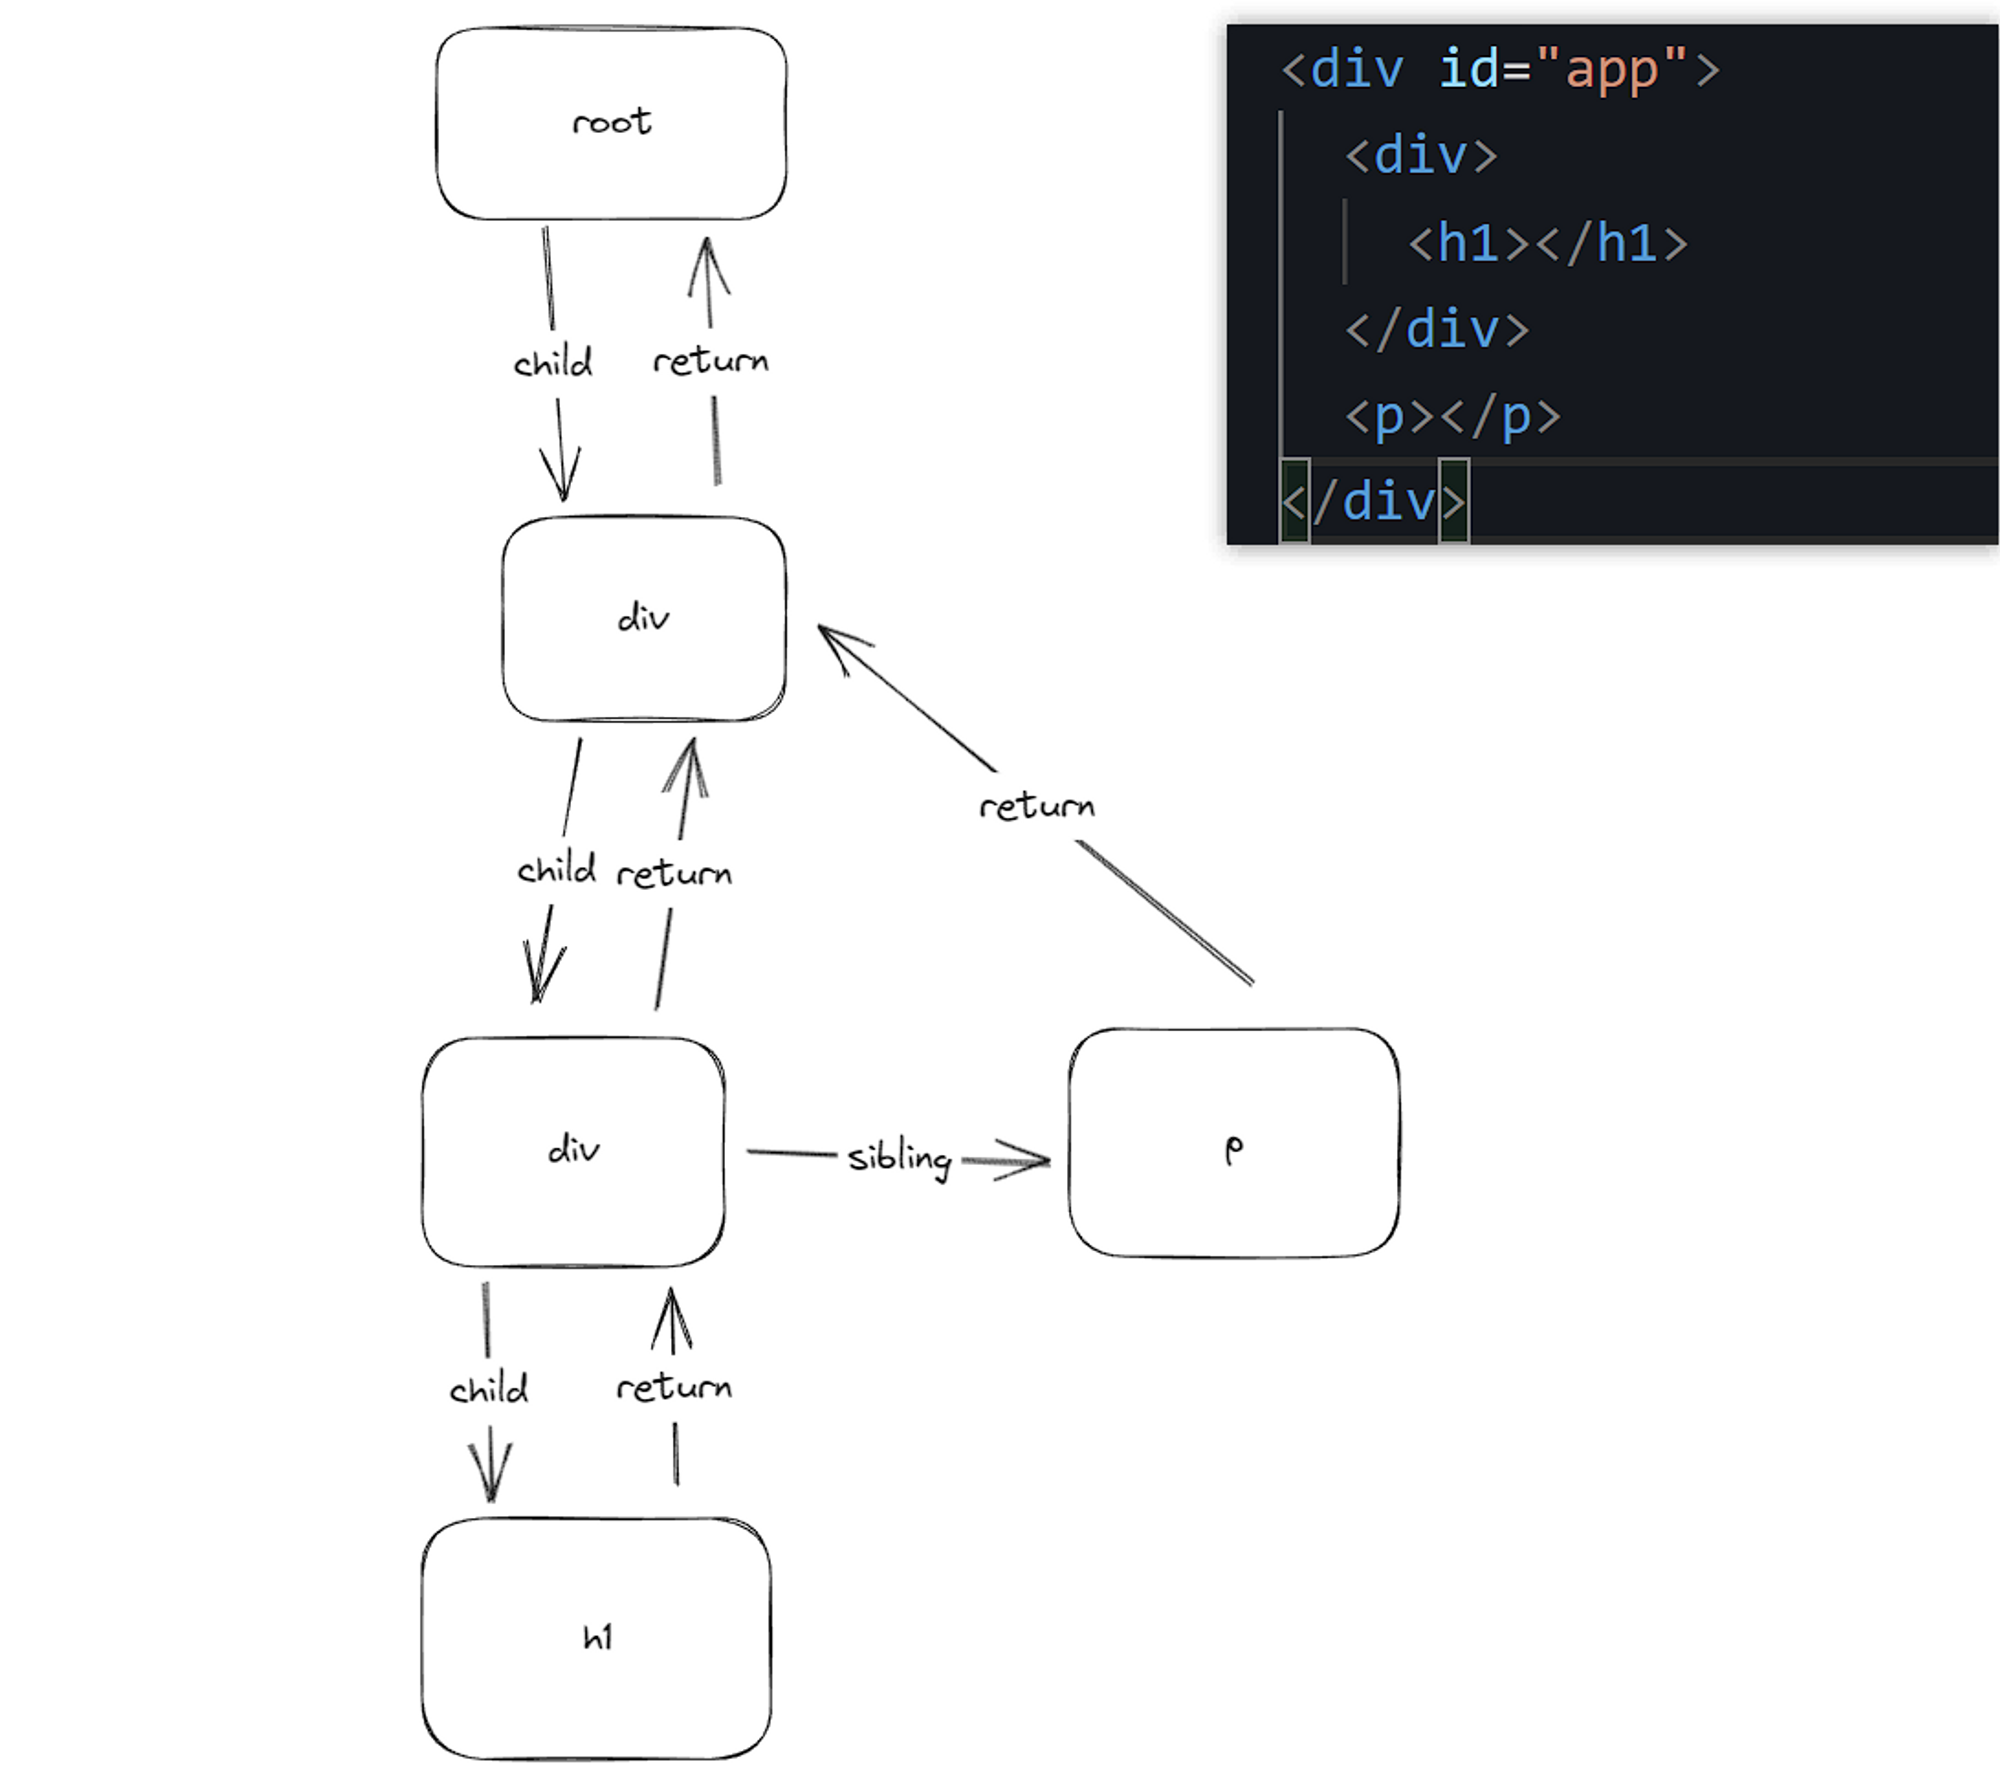 root
<div id="app">
<div>
<h1></h1>
</div>
<p></p>
</div>
child return
div
return
child return
div
sibling
p
child return
h1